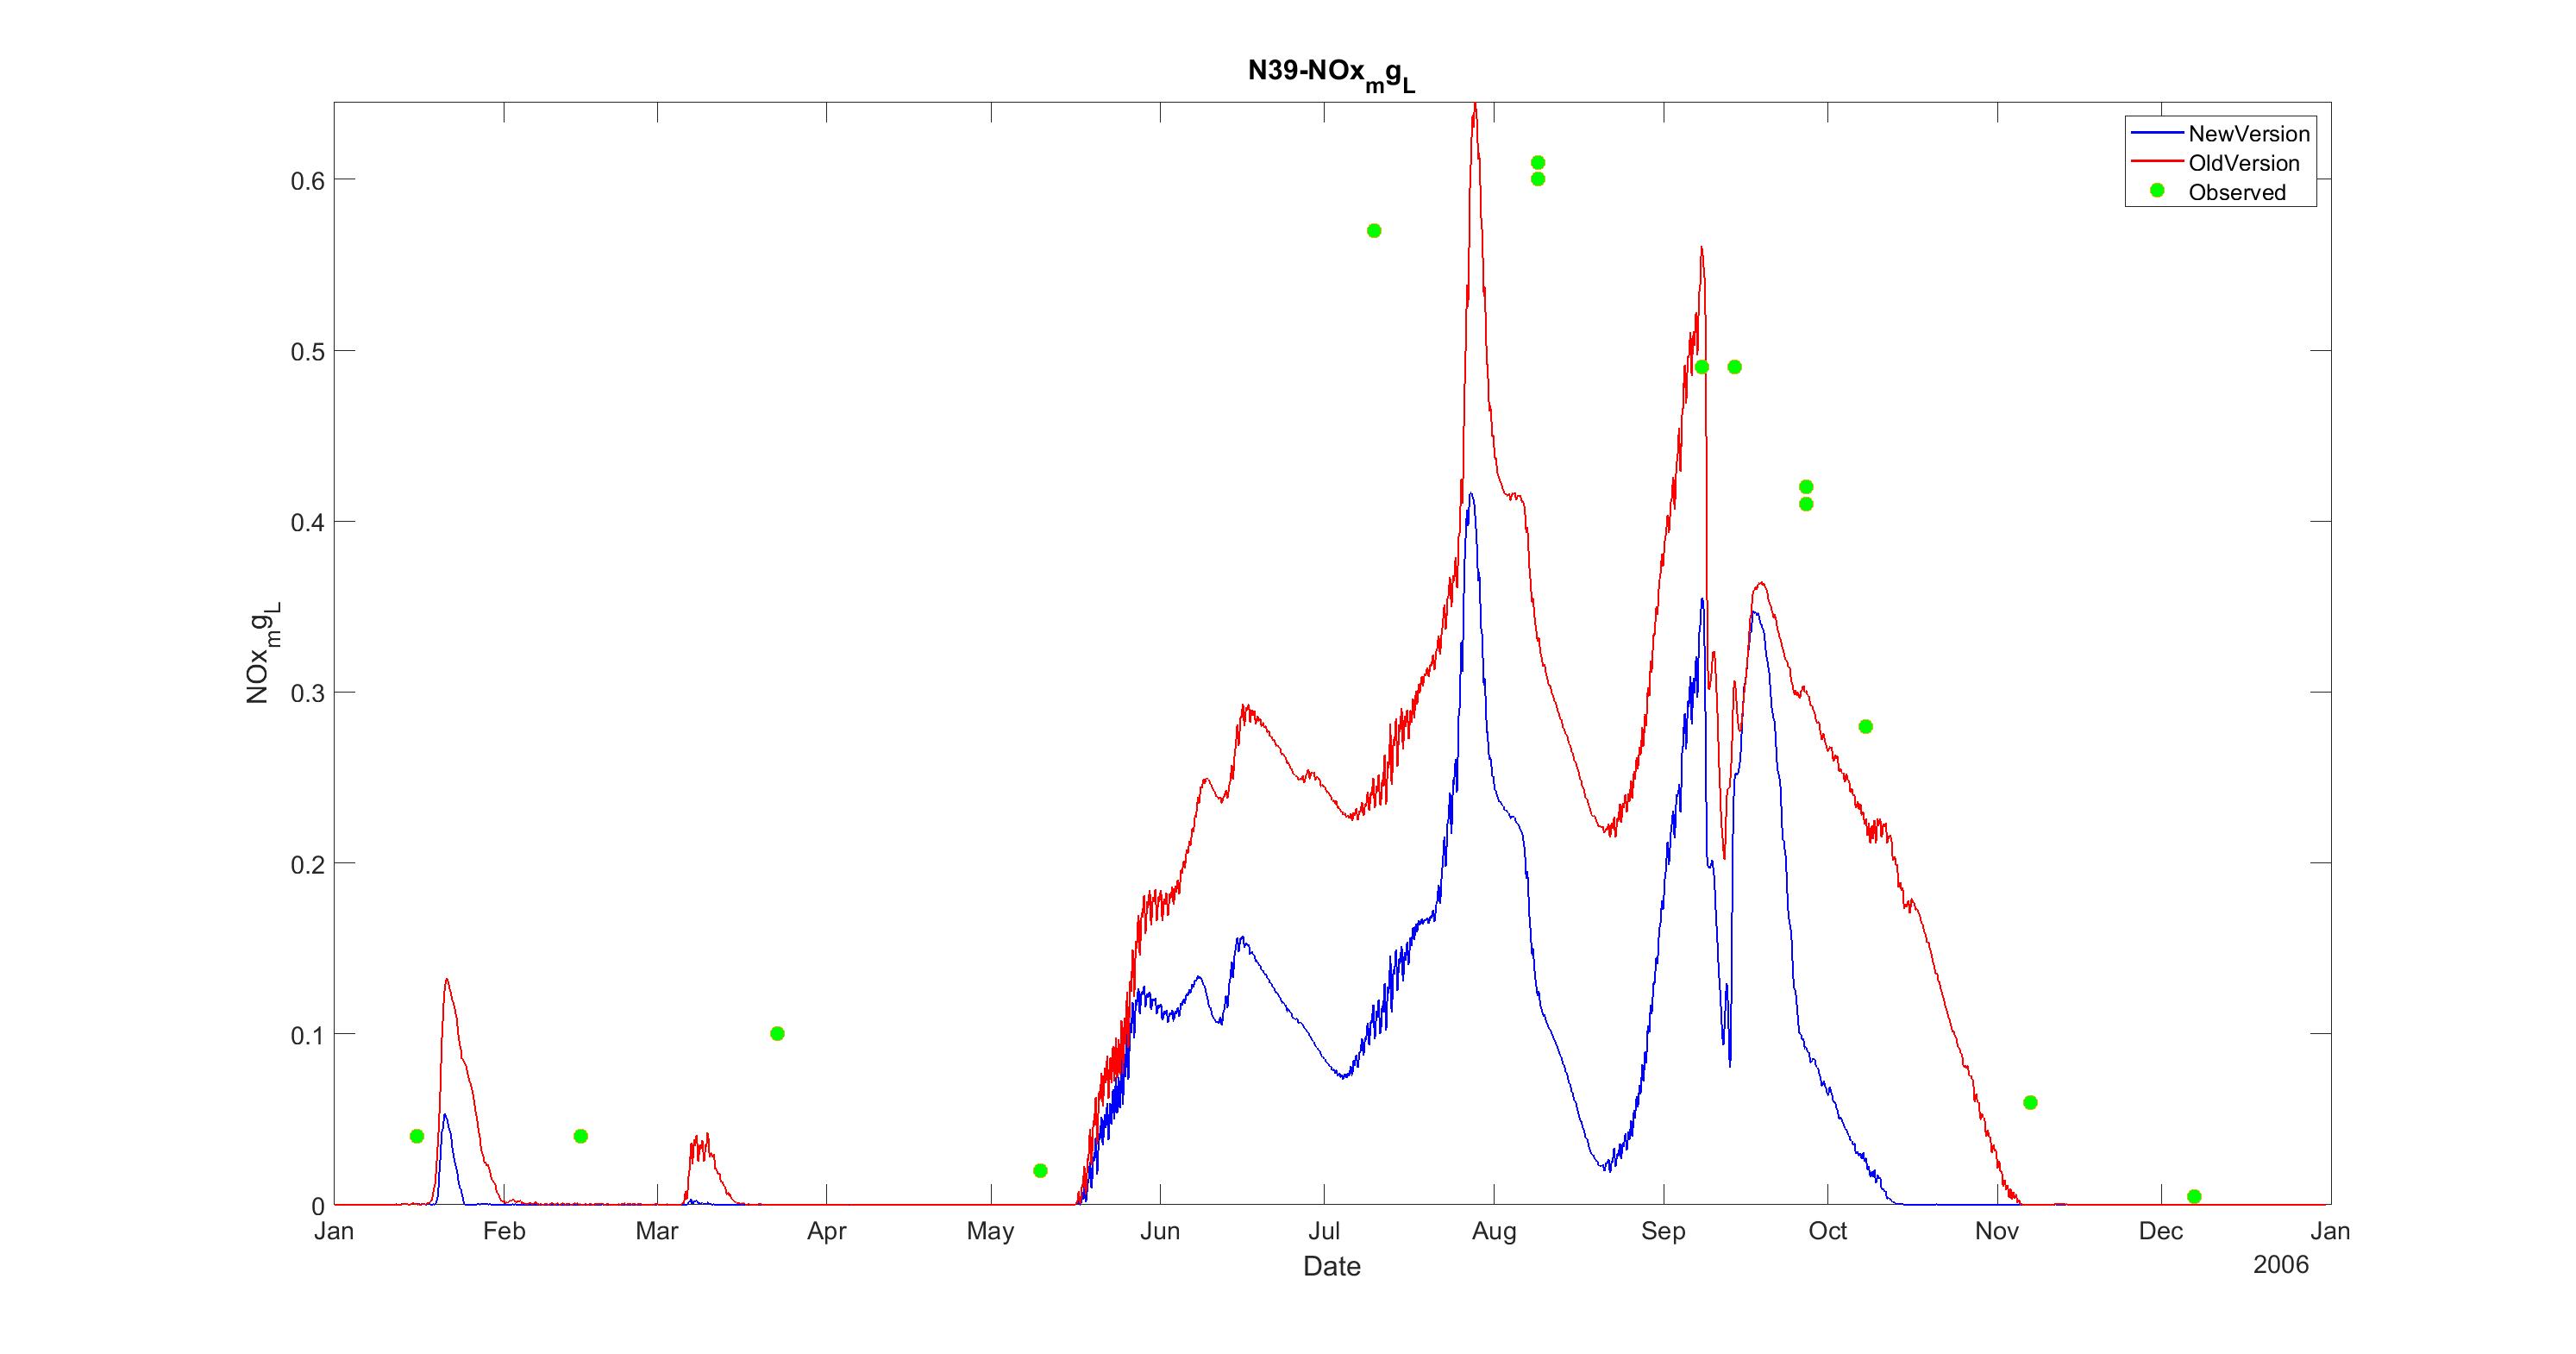 N39-NOx_mg_L
NewVersion
OldVersion
Observed
NOx_mg_L
0.6
0.5
0.4
0.3
0.2
0.1
0
Jan Feb Mar Apr May Jun Jul Aug Sep Oct Nov Dec Jan
Date
2006